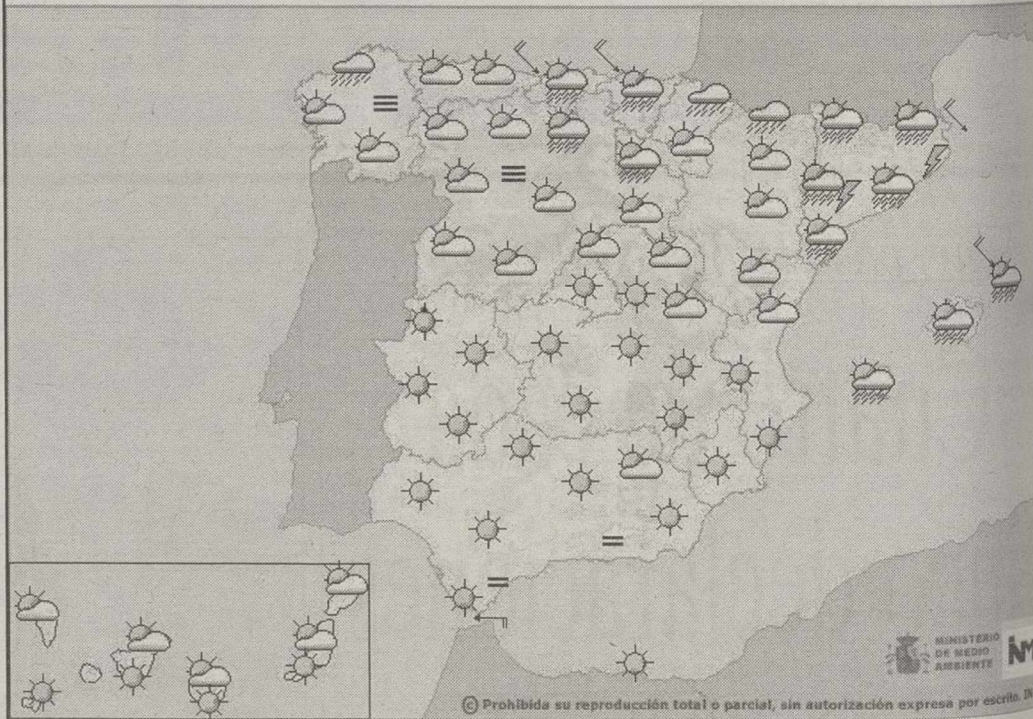 MINISTERIO
DE MEDIO
AMBIENTE
© Prohibida su reproducción total o parcial, sin autorización expresa por escrito.